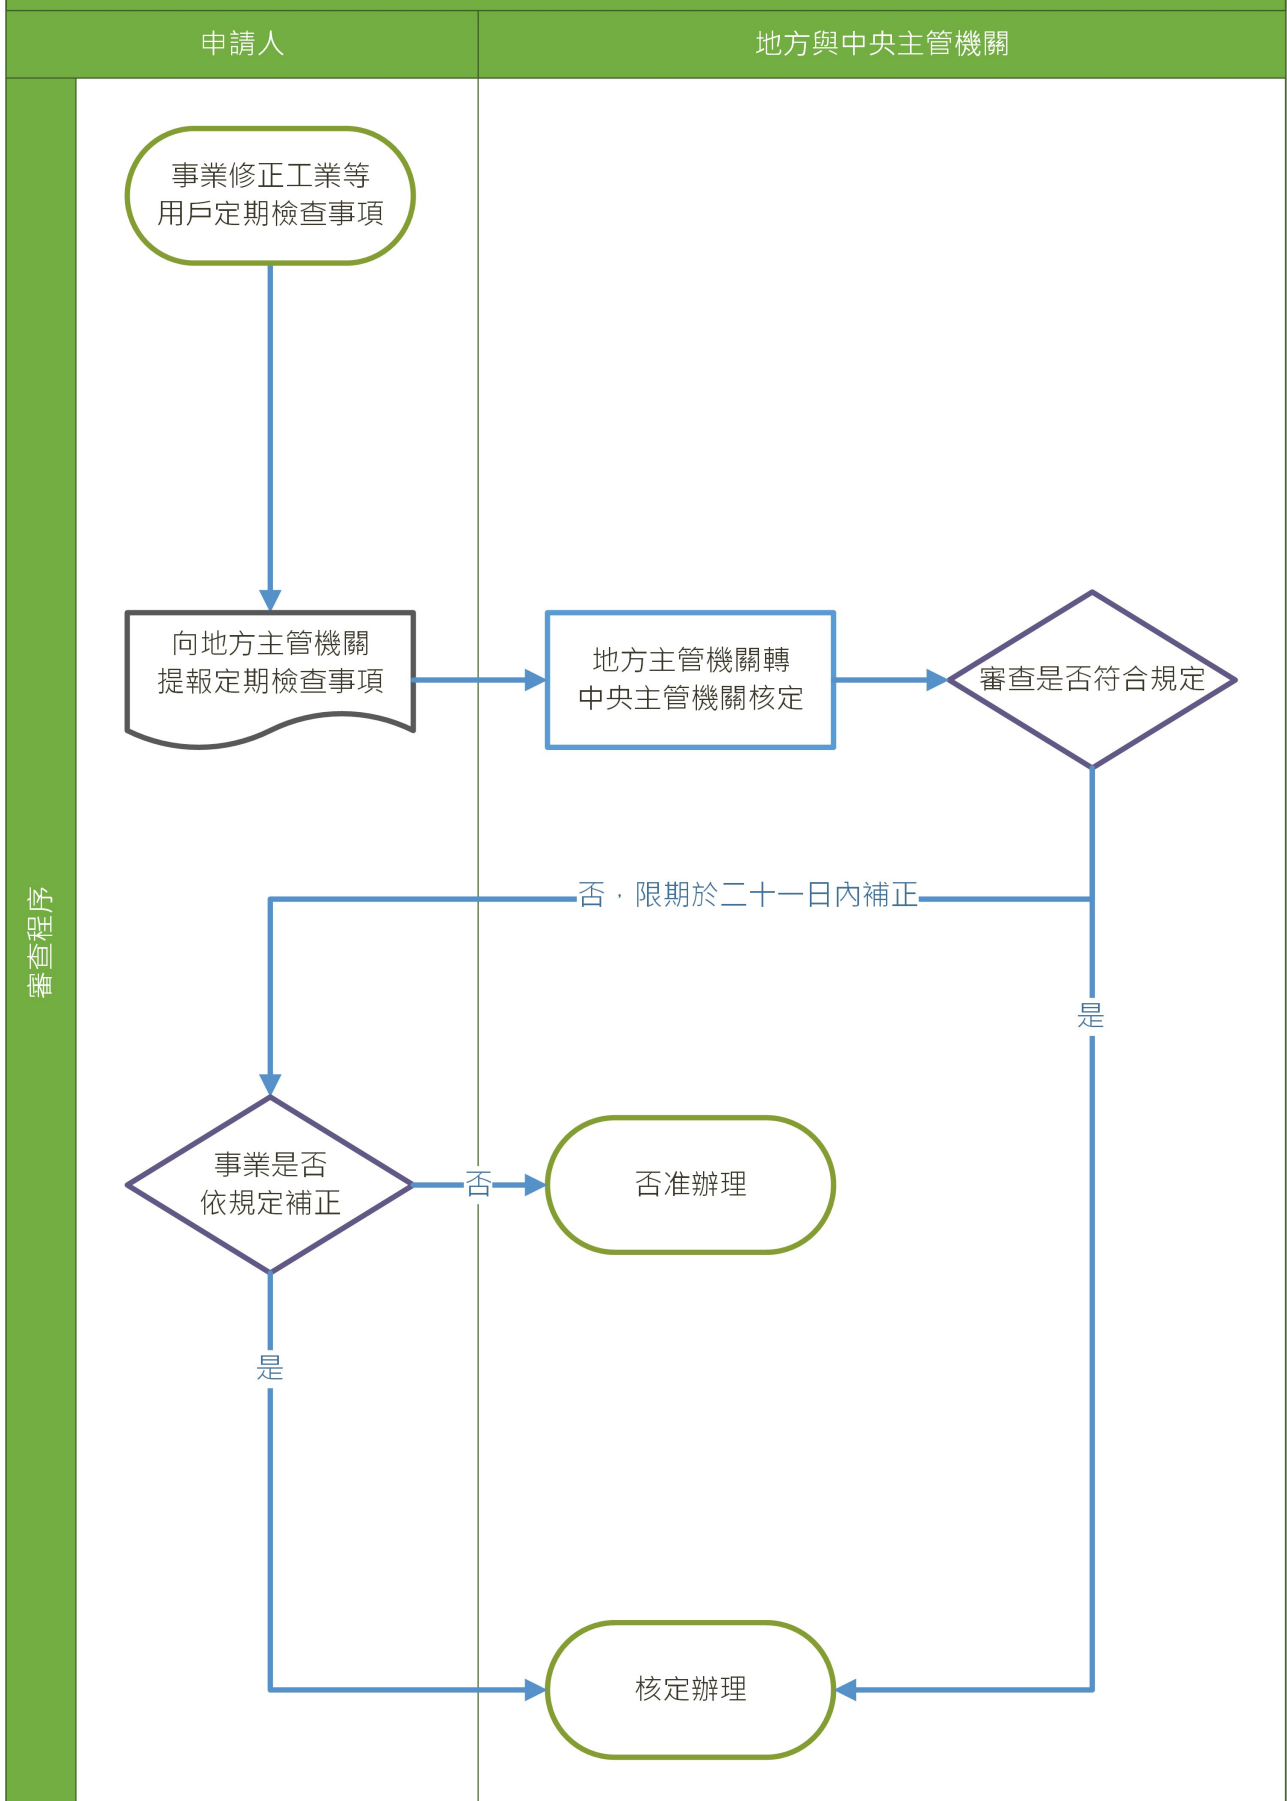 申請人
地方與中央主管機關
審查程序
事業修正工業等
用戶定期檢查事項
向地方主管機關
提報定期檢查事項
地方主管機關轉
中央主管機關核定
審查是否符合規定
否，限期於二十一日內補正
是
事業是否
依規定補正
否
否准辦理
是
核定辦理